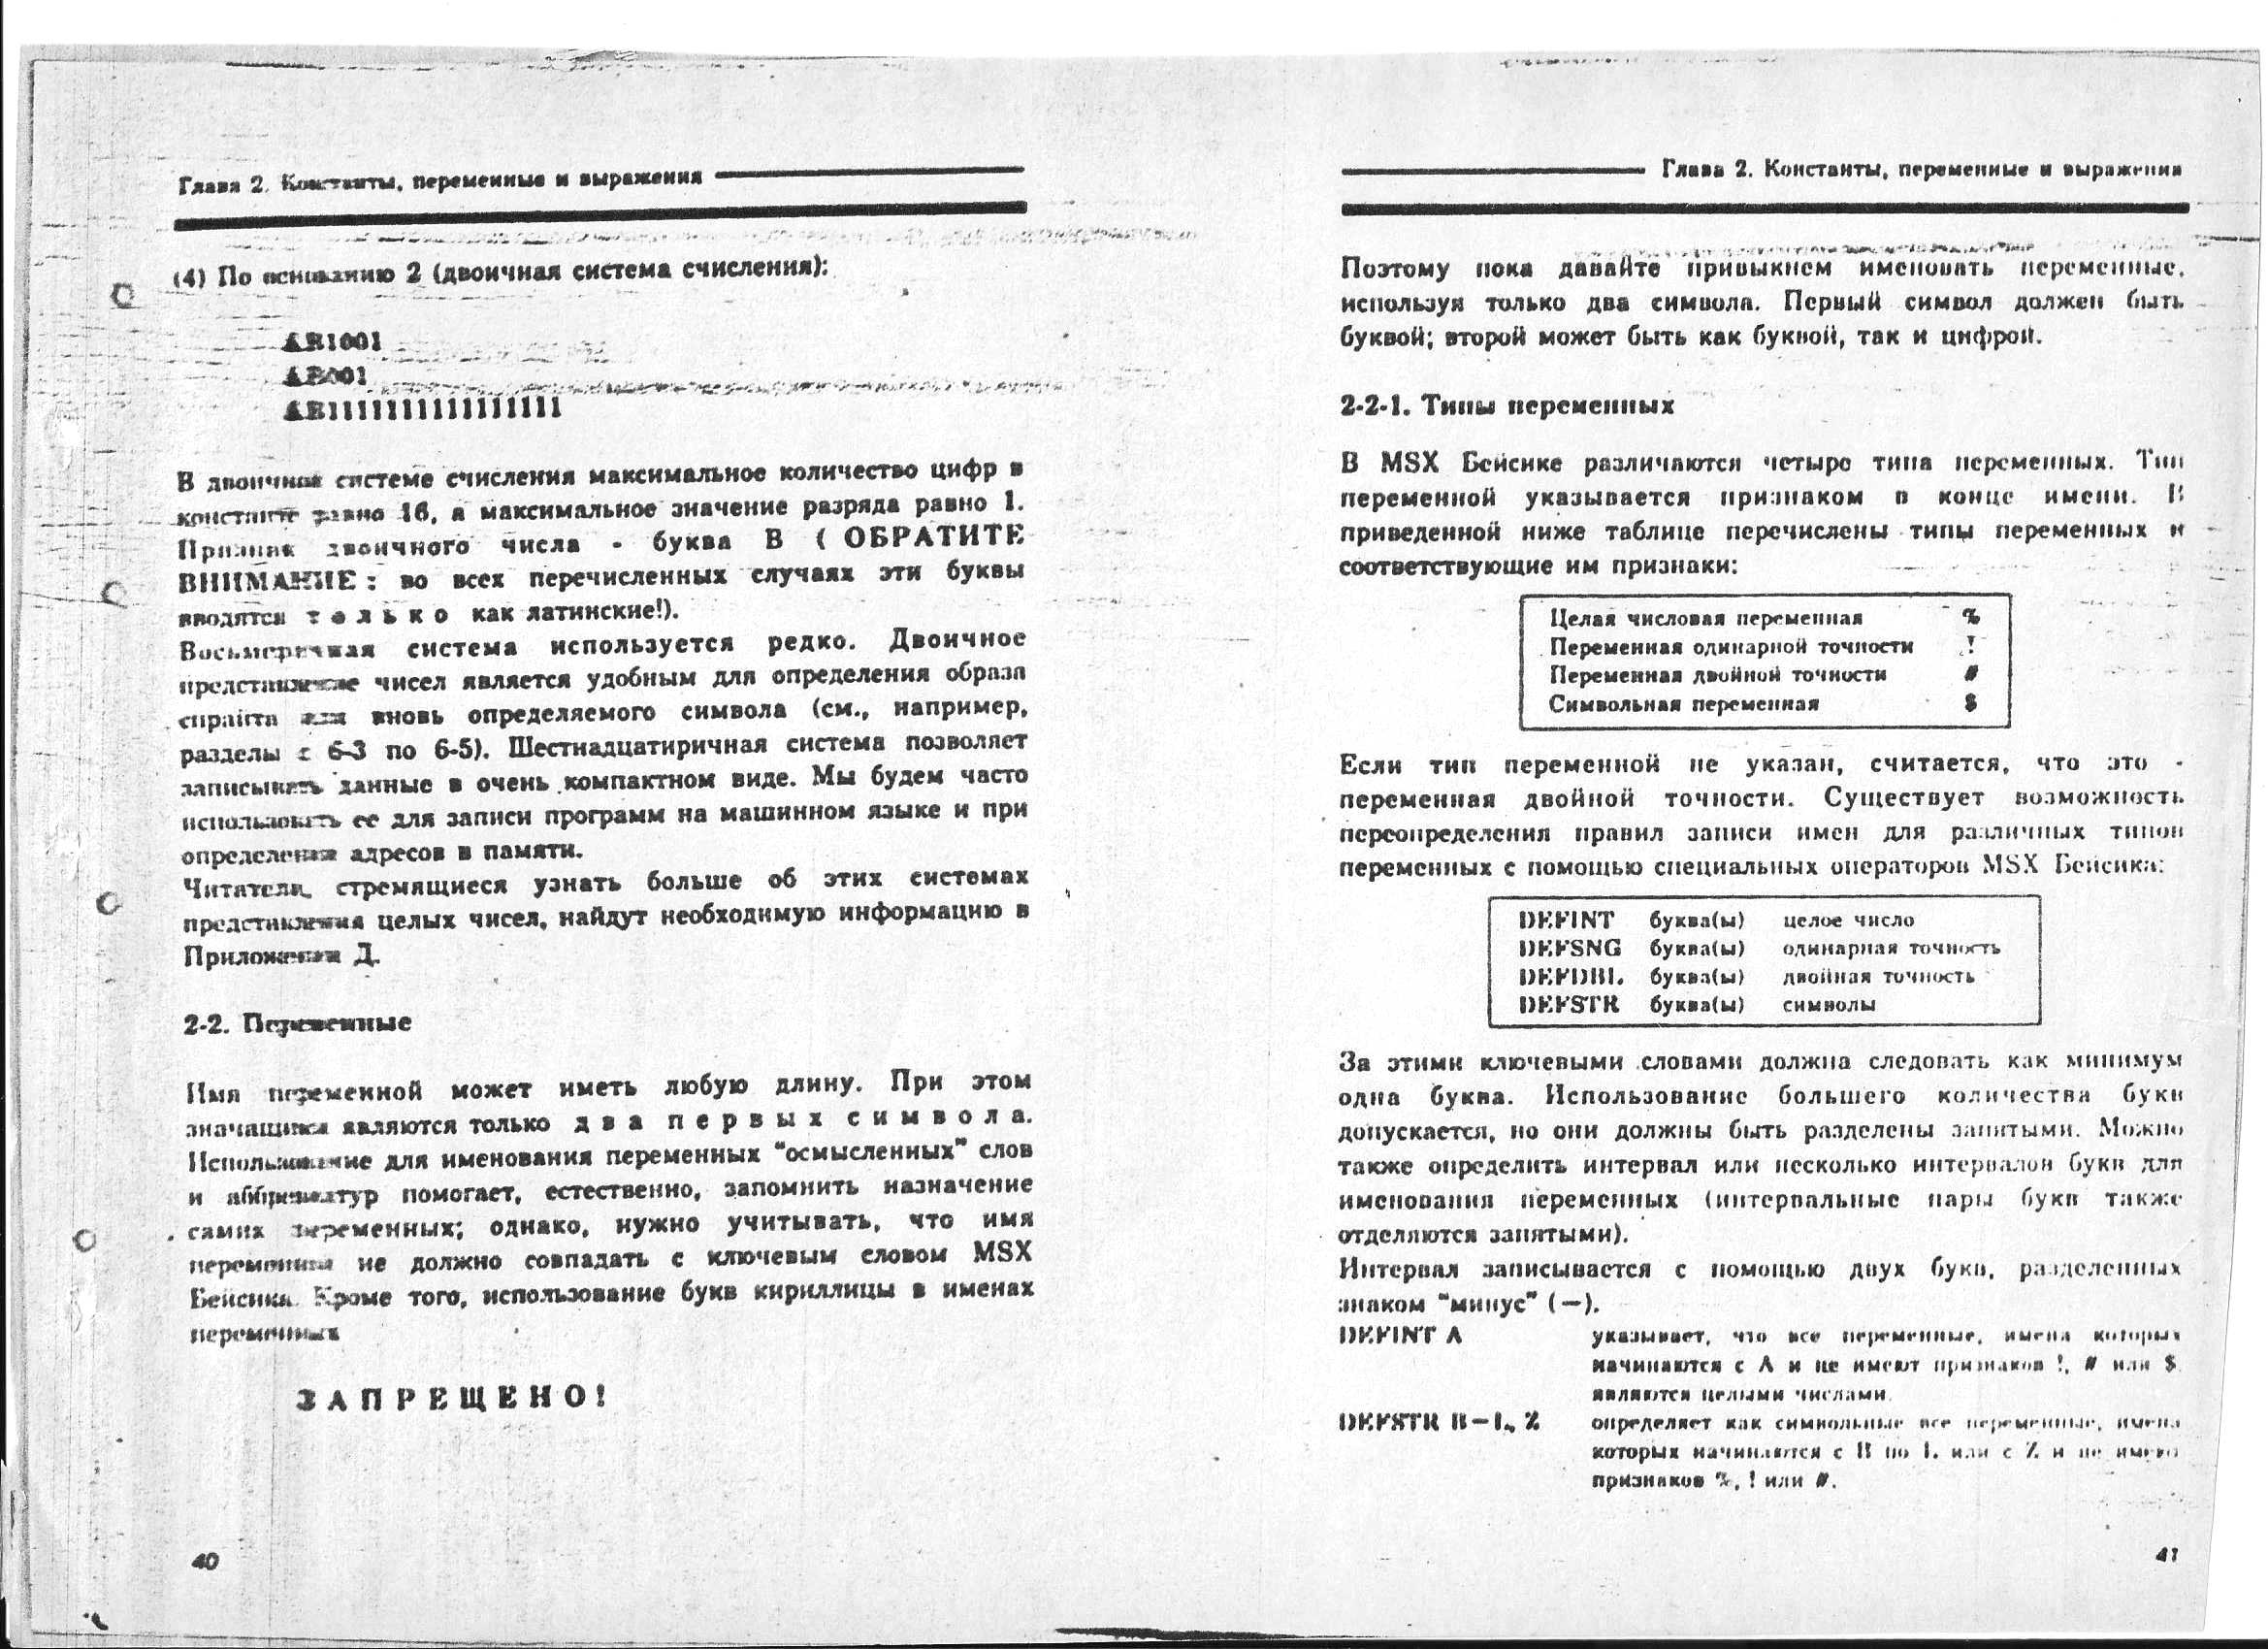 Глава 2. Константы, переменные и выражения
(4) По основанию 2 (двоичная система счисления):
&B1001
&B001
&B1111111111111111
В двоичной системе счисления максимальное количество цифр в
константе равно 16, а максимальное значение разряда равно 1.
Признак двоичного числа - буква B ( ОБРАТИТЕ
ВНИМАНИЕ : во всех перечисленных случаях эти буквы
вводятся т о л ь к о как латинские!).
Восьмеричная система используется редко. Двоичное
представление чисел является удобным для определения образа
спрайта или вновь определяемого символа (см., например,
разделы с 6-3 по 6-5). Шестнадцатиричная система позволяет
записывать данные в очень компактном виде. Мы будем часто
использовать ее для записи программ на машинном языке и при
определении адресов в памяти.
Читатели, стремящиеся узнать больше об этих системах
представления целых чисел, найдут необходимую информацию в
Приложении Д.
2-2. Переменные
Имя переменной может иметь любую длину. При этом
значащими являются только д в а п е р в ы х с и м в о л а.
Использование для именования переменных "осмысленных" слов
и аббревиатур помогает, естественно, запомнить назначение
самих переменных; однако, нужно учитывать, что имя
переменной не должно совпадать с ключевым словом MSX
Бейсика. Кроме того, использование букв кириллицы в именах
переменных
З А П Р Е Щ Е Н О !
40
Глава 2. Константы, переменные и выражения
Поэтому пока давайте привыкнем именовать переменные,
используя только два символа. Первый символ должен быть
буквой; второй может быть как буквой, так и цифрой.
2-2-1. Типы переменных
В MSX Бейсике различаются четыре типа переменных. Тип
переменной указывается признаком в конце имени. В
приведенной ниже таблице перечислены типы переменных и
соответствующие им признаки:
Целая числовая переменная %
Переменная одинарной точности !
Переменная двойной точности #
Символьная переменная $
Если тип переменной не указан, считается, что это -
переменная двойной точности. Существует возможность
переопределения правил записи имен для различных типов
переменных с помощью специальных операторов MSX Бейсика:
DEFINT буква(ы) целое число
DEFSNG буква(ы) одинарная точность
DEFDBL буква(ы) двойная точность
DEFSTR буква(ы) символы
За этими ключевыми словами должна следовать как минимум
одна буква. Использование большего количества букв
допускается, но они должны быть разделены запятыми. Можно
также определить интервал или несколько интервалов букв для
именования переменных (интервальные пары букв также
отделяются запятыми).
Интервал записывается с помощью двух букв, разделенных
знаком "минус" (—).
DEFINT A указывает, что все переменные, имена которых
начинаются с A и не имеют признаков !, # или $
являются целыми числами.
DEFSTR B—L, Z определяет как символьные все переменные, имена
которых начинаются с B по L или с Z и не имеют
признаков %, ! или #.
41